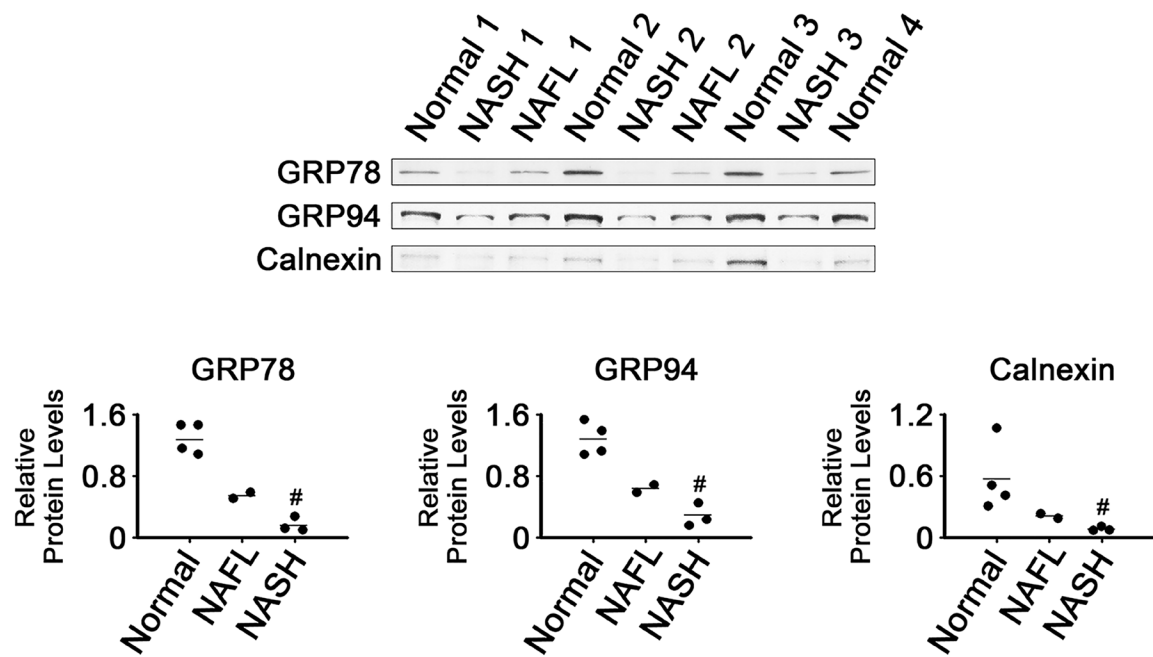 Normal 1 NASH 1 NAFL 1 Normal 2 NASH 2 NAFL 2 Normal 3 NASH 3 Normal 4
GRP78
GRP94
Calnexin
GRP78
Relative
Protein Levels
1.6
0.8
0
#
Normal NAFL NASH
GRP94
Relative
Protein Levels
1.6
0.8
0
#
Normal NAFL NASH
Calnexin
Relative
Protein Levels
1.2
0.6
0
#
Normal NAFL NASH